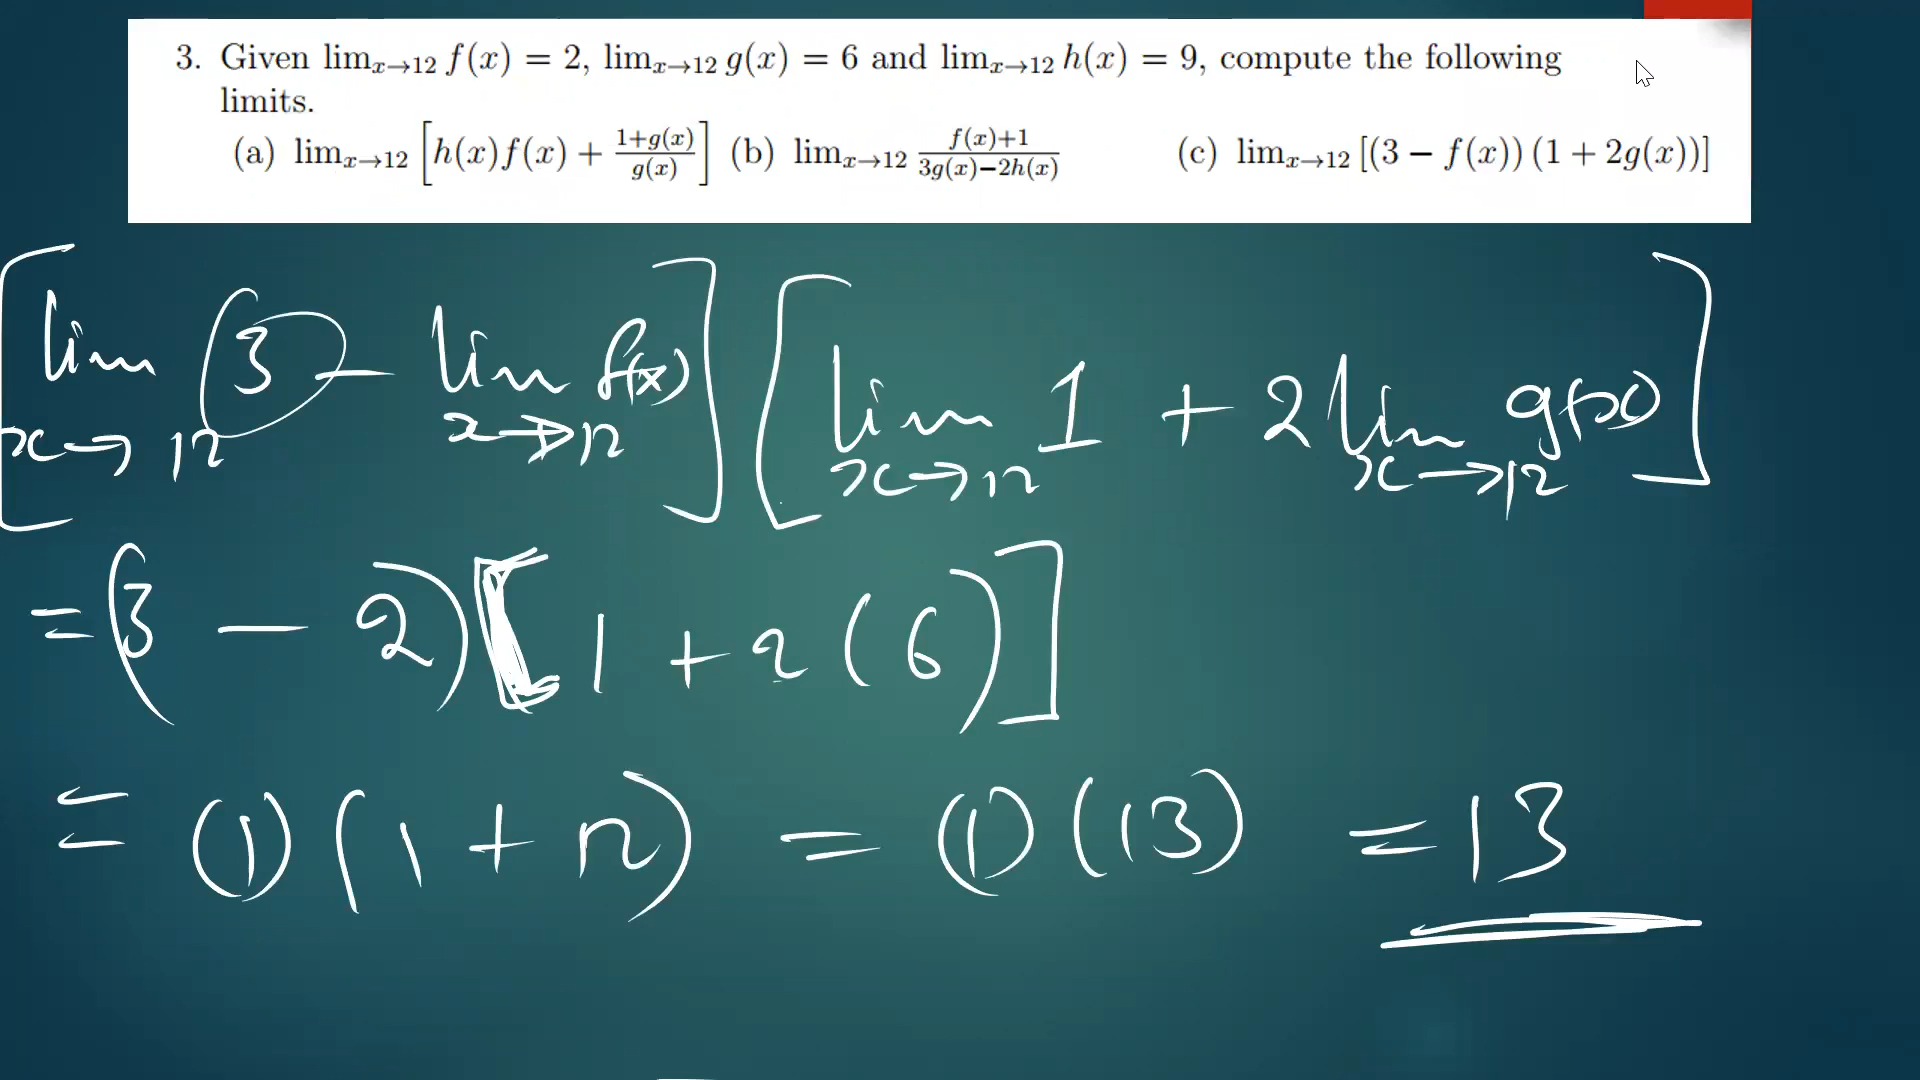 3. Given lim_{x→12} f(x) = 2, lim_{x→12} g(x) = 6 and lim_{x→12} h(x) = 9, compute the following
limits.
(a) lim_{x→12} [h(x)f(x) + \frac{1+g(x)}{g(x)}] (b) lim_{x→12} \frac{f(x)+1}{3g(x)−2h(x)} (c) lim_{x→12} [(3 − f(x)) (1 + 2g(x))]
[lim_{x→12} (3 − lim_{x→12} f(x)] [lim_{x→12} 1 + 2 lim_{x→12} g(x)]
= (3 − 2)[1 + 2(6)]
= (1)(1 + 12) = (1)(13) = 13